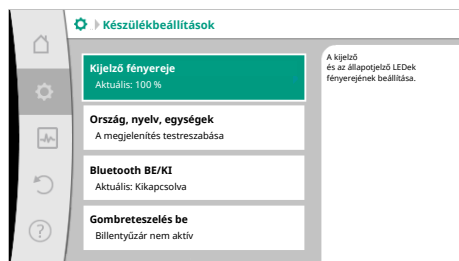 Készülékbeállítások
Kijelző fényereje
Aktuális: 100 %
Ország, nyelv, egységek
A megjelenítés testreszabása
Bluetooth BE/KI
Aktuális: Kikapcsolva
Gombreteszelés be
Billentyűzár nem aktív
A kijelző
és az állapotjelző LEDek
fényerejének beállítása.